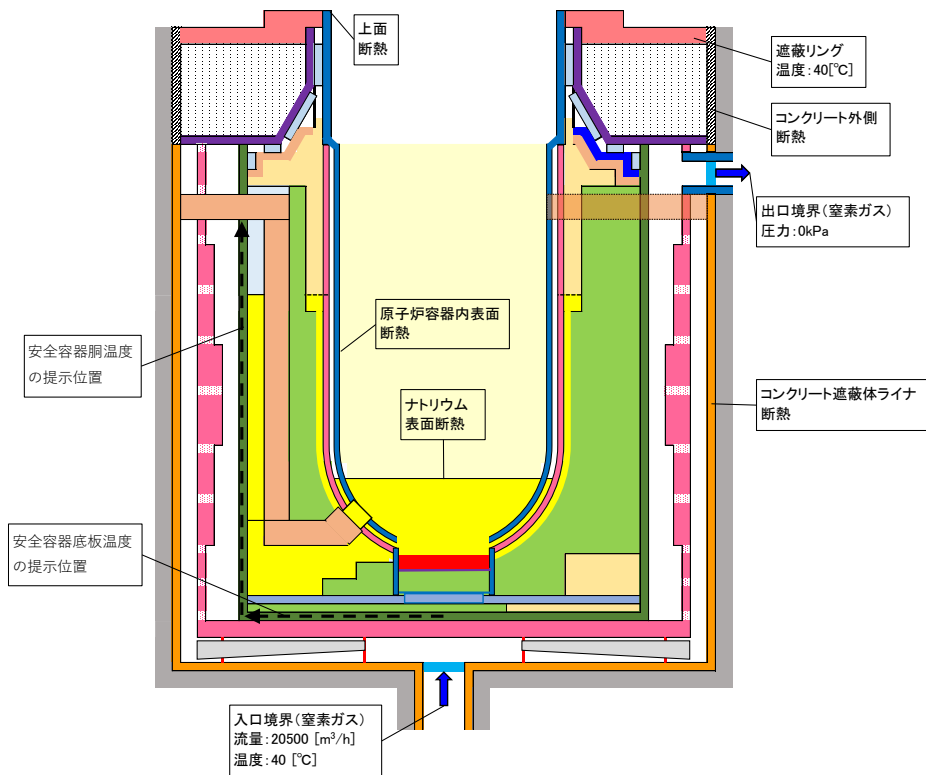 上面
断熱
遮蔽リング
温度：40[℃]
コンクリート外側
断熱
出口境界（窒素ガス）
圧力：0kPa
原子炉容器内表面
断熱
安全容器胴温度
の提示位置
ナトリウム
表面断熱
コンクリート遮蔽体ライナ
断熱
安全容器底板温度
の提示位置
入口境界（窒素ガス）
流量：20500 [m³/h]
温度：40 [℃]